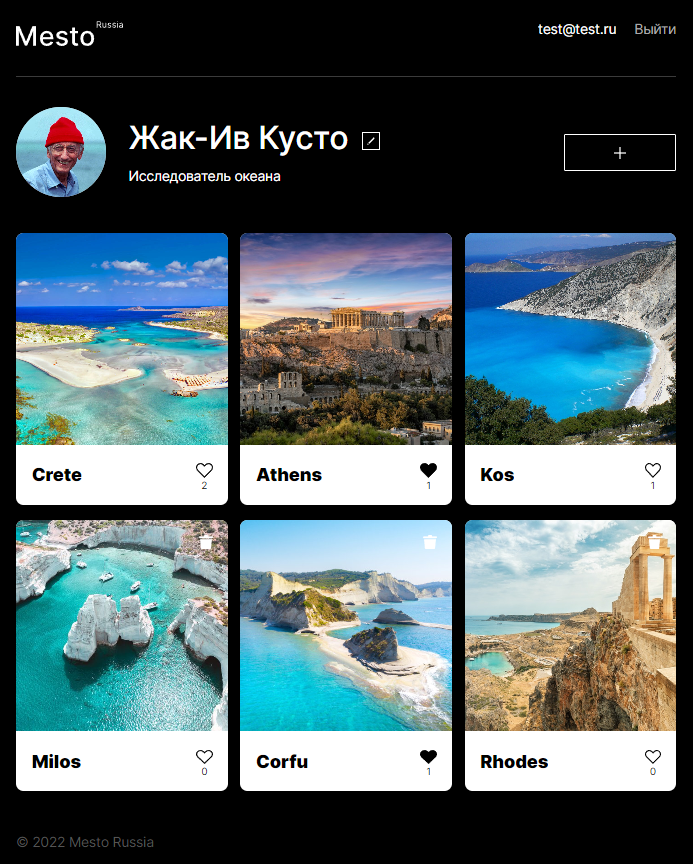 Mesto Russia
test@test.ru Выйти
Жак-Ив Кусто
Исследователь океана
Crete
2
Athens
1
Kos
1
Milos
0
Corfu
1
Rhodes
0
© 2022 Mesto Russia